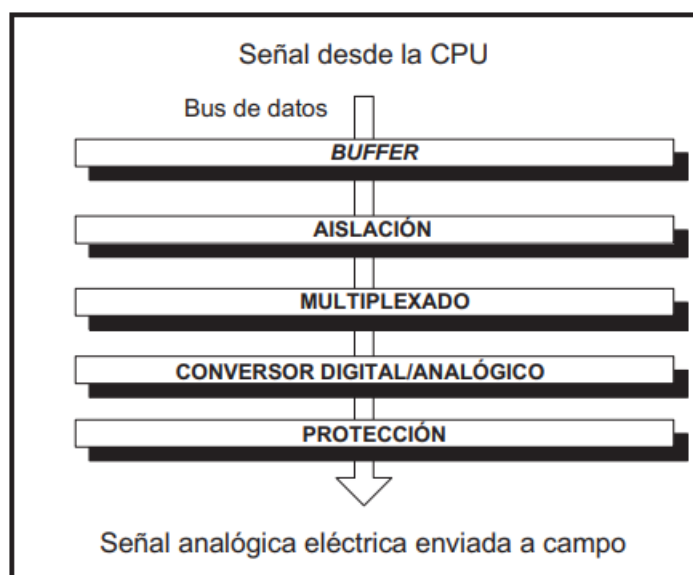 Señal desde la CPU
Bus de datos
BUFFER
AISLACIÓN
MULTIPLEXADO
CONVERSOR DIGITAL/ANALÓGICO
PROTECCIÓN
Señal analógica eléctrica enviada a campo